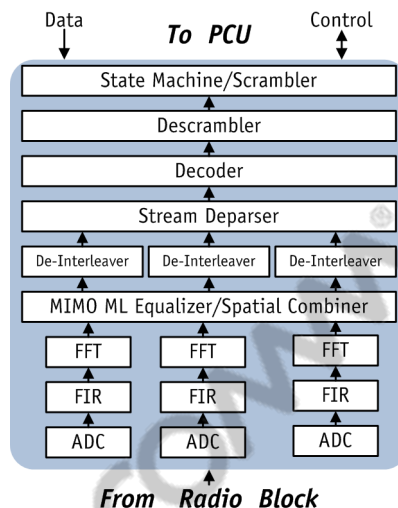 Data
To PCU
Control
State Machine/Scrambler
Descrambler
Decoder
Stream Deparser
De-Interleaver De-Interleaver De-Interleaver
MIMO ML Equalizer/Spatial Combiner
FFT FFT FFT
FIR FIR FIR
ADC ADC ADC
From Radio Block